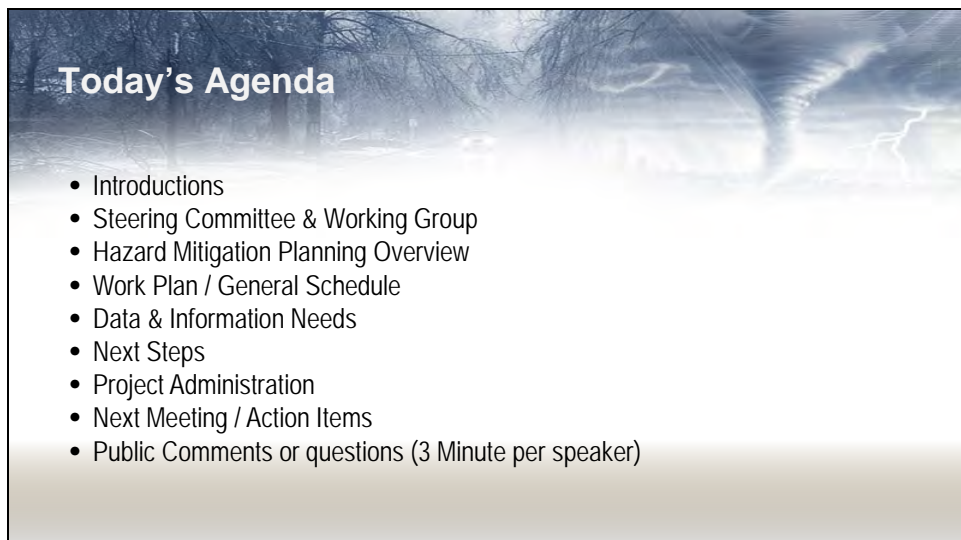 Today’s Agenda
• Introductions
• Steering Committee & Working Group
• Hazard Mitigation Planning Overview
• Work Plan / General Schedule
• Data & Information Needs
• Next Steps
• Project Administration
• Next Meeting / Action Items
• Public Comments or questions (3 Minute per speaker)